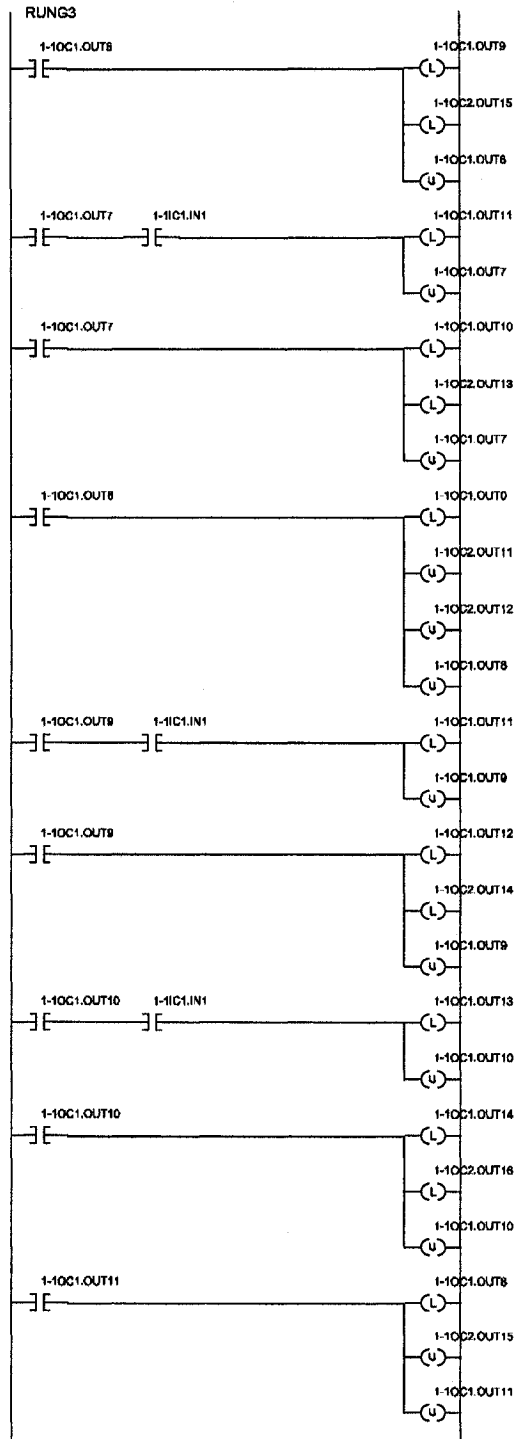 RUNG3
1-1OC1.OUT6 1-1OC1.OUT9
L
1-1OC2.OUT15
L
1-1OC1.OUT6
U
1-1OC1.OUT7 1-1IC1.IN1 1-1OC1.OUT11
L
1-1OC1.OUT7
U
1-1OC1.OUT7 1-1OC1.OUT10
L
1-1OC2.OUT13
L
1-1OC1.OUT7
U
1-1OC1.OUT8 1-1OC1.OUT0
L
1-1OC2.OUT11
U
1-1OC2.OUT12
U
1-1OC1.OUT8
U
1-1OC1.OUT9 1-1IC1.IN1 1-1OC1.OUT11
L
1-1OC1.OUT9
U
1-1OC1.OUT9 1-1OC1.OUT12
L
1-1OC2.OUT14
L
1-1OC1.OUT9
U
1-1OC1.OUT10 1-1IC1.IN1 1-1OC1.OUT13
L
1-1OC1.OUT10
U
1-1OC1.OUT10 1-1OC1.OUT14
L
1-1OC2.OUT16
L
1-1OC1.OUT10
U
1-1OC1.OUT11 1-1OC1.OUT8
L
1-1OC2.OUT15
U
1-1OC1.OUT11
U